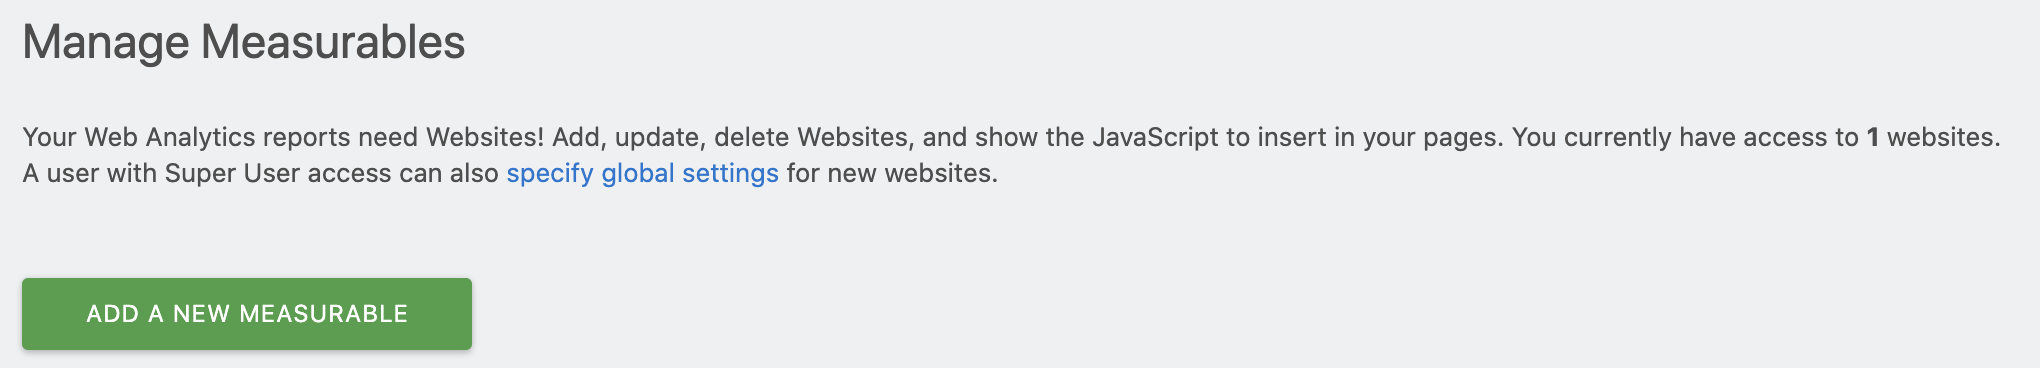 Manage Measurables
Your Web Analytics reports need Websites! Add, update, delete Websites, and show the JavaScript to insert in your pages. You currently have access to 1 websites.
A user with Super User access can also specify global settings for new websites.
ADD A NEW MEASURABLE